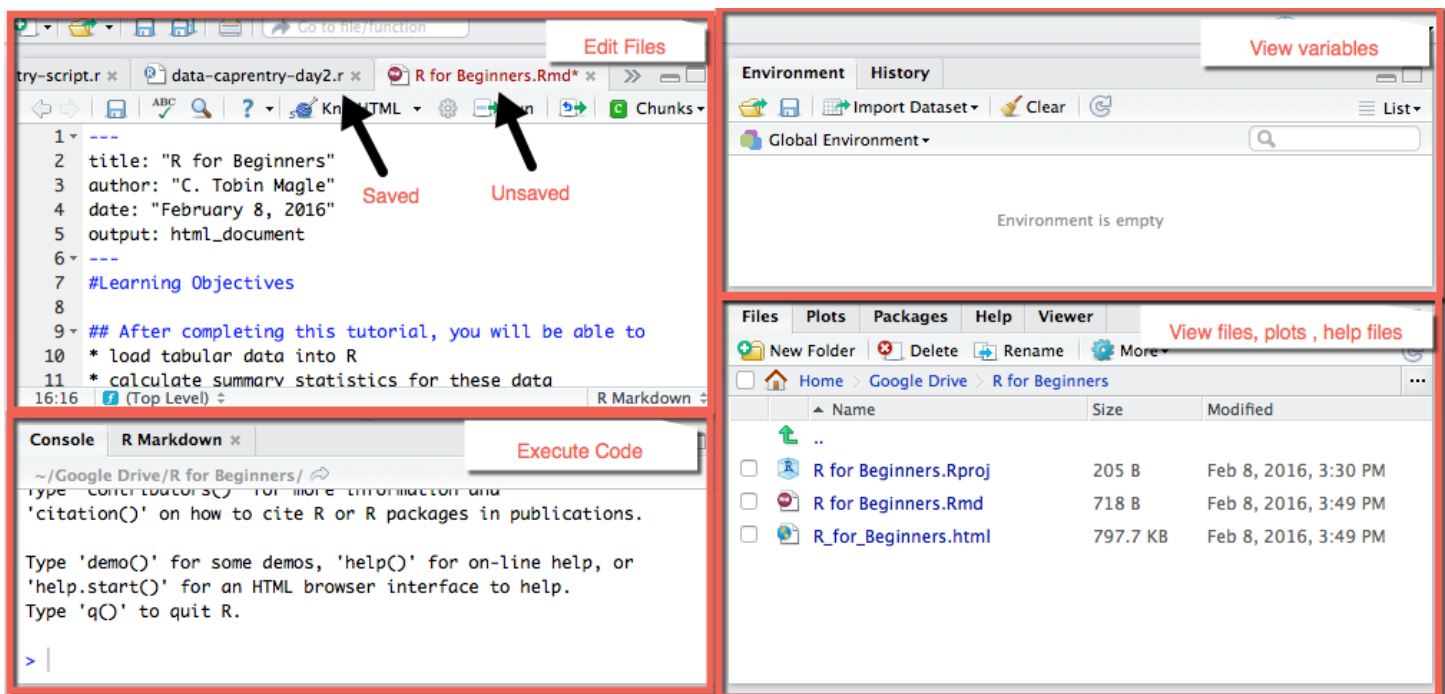 Go to file/function
Edit Files
try-script.r
data-caprentry-day2.r
R for Beginners.Rmd*
ABC
?
HTML
Chunks
1 ---
2 title: "R for Beginners"
3 author: "C. Tobin Magle"
4 date: "February 8, 2016"
5 output: html_document
6 ---
7 #Learning Objectives
8
9 ## After completing this tutorial, you will be able to
10 * load tabular data into R
11 * calculate summary statistics for these data
Saved
Unsaved
16:16 (Top Level) R Markdown
Console R Markdown
Execute Code
~/Google Drive/R for Beginners/
Type 'contributors()' for more information and
'citation()' on how to cite R or R packages in publications.
Type 'demo()' for some demos, 'help()' for on-line help, or
'help.start()' for an HTML browser interface to help.
Type 'q()' to quit R.
>
View variables
Environment History
Import Dataset Clear List
Global Environment
Environment is empty
Files Plots Packages Help Viewer
View files, plots , help files
New Folder Delete Rename More
Home > Google Drive > R for Beginners ...
Name Size Modified
..
R for Beginners.Rproj 205 B Feb 8, 2016, 3:30 PM
R for Beginners.Rmd 718 B Feb 8, 2016, 3:49 PM
R_for_Beginners.html 797.7 KB Feb 8, 2016, 3:49 PM